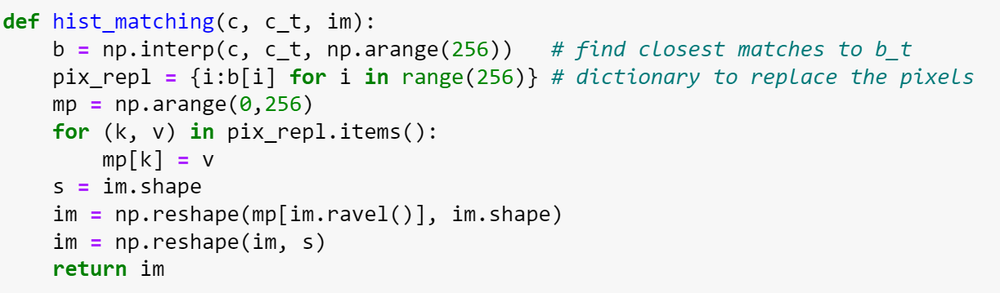 def hist_matching(c, c_t, im):
    b = np.interp(c, c_t, np.arange(256))   # find closest matches to b_t
    pix_repl = {i:b[i] for i in range(256)} # dictionary to replace the pixels
    mp = np.arange(0,256)
    for (k, v) in pix_repl.items():
        mp[k] = v
    s = im.shape
    im = np.reshape(mp[im.ravel()], im.shape)
    im = np.reshape(im, s)
    return im